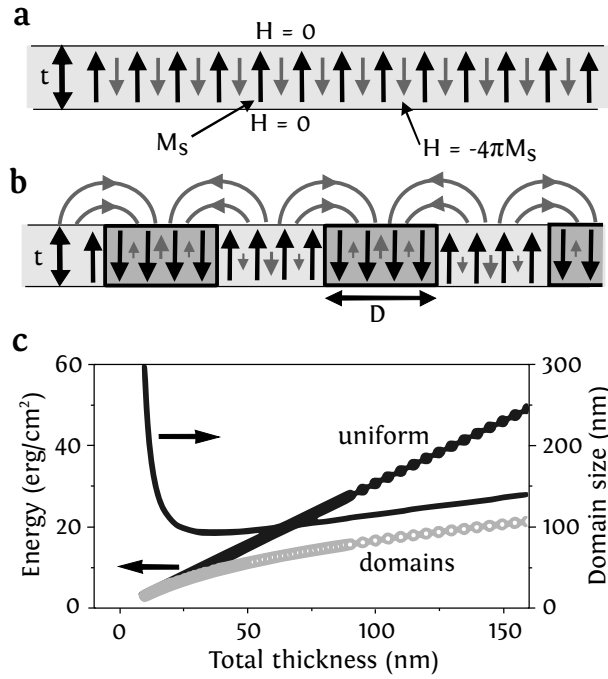 a
H = 0
t
H = 0
Mₛ
H = -4πMₛ
b
t
D
c
60
300
uniform
40
200
20
100
domains
0
0
0
50
100
150
Energy (erg/cm²)
Domain size (nm)
Total thickness (nm)